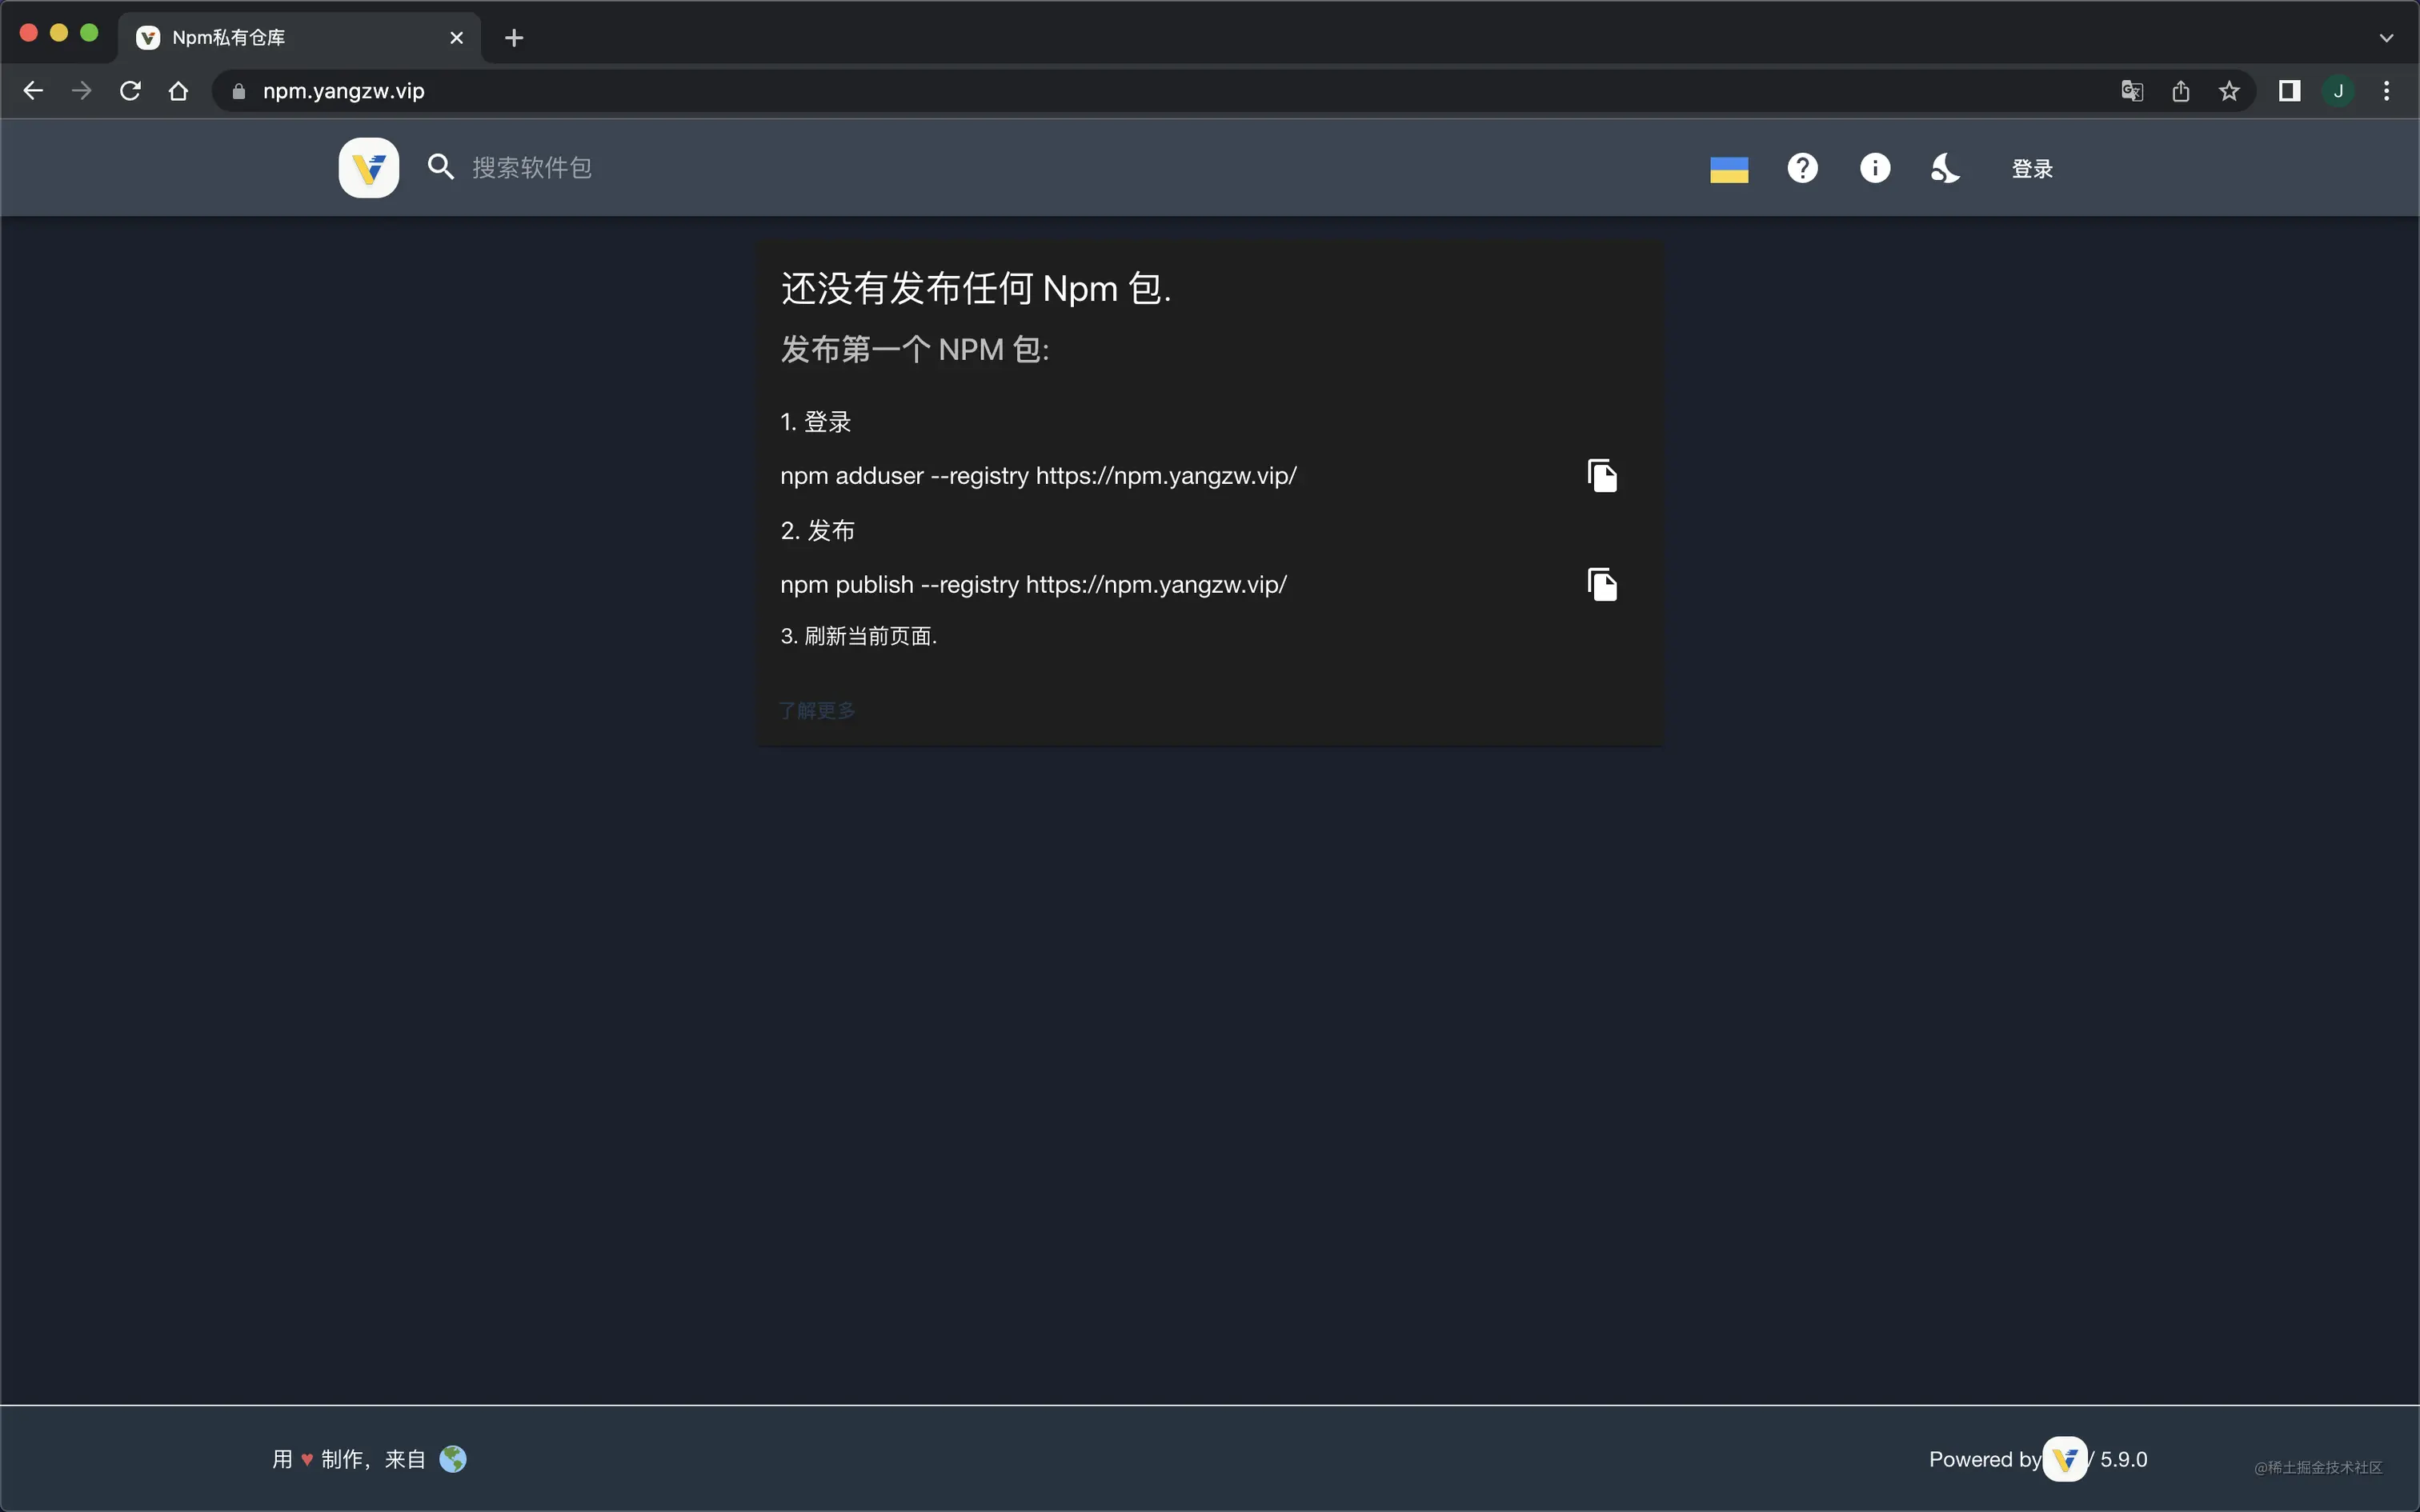 Npm私有仓库
npm.yangzw.vip
J
搜索软件包
登录
还没有发布任何 Npm 包.
发布第一个 NPM 包:
1. 登录
npm adduser --registry https://npm.yangzw.vip/
2. 发布
npm publish --registry https://npm.yangzw.vip/
3. 刷新当前页面.
了解更多
用 ♥ 制作，来自
Powered by / 5.9.0
@稀土掘金技术社区